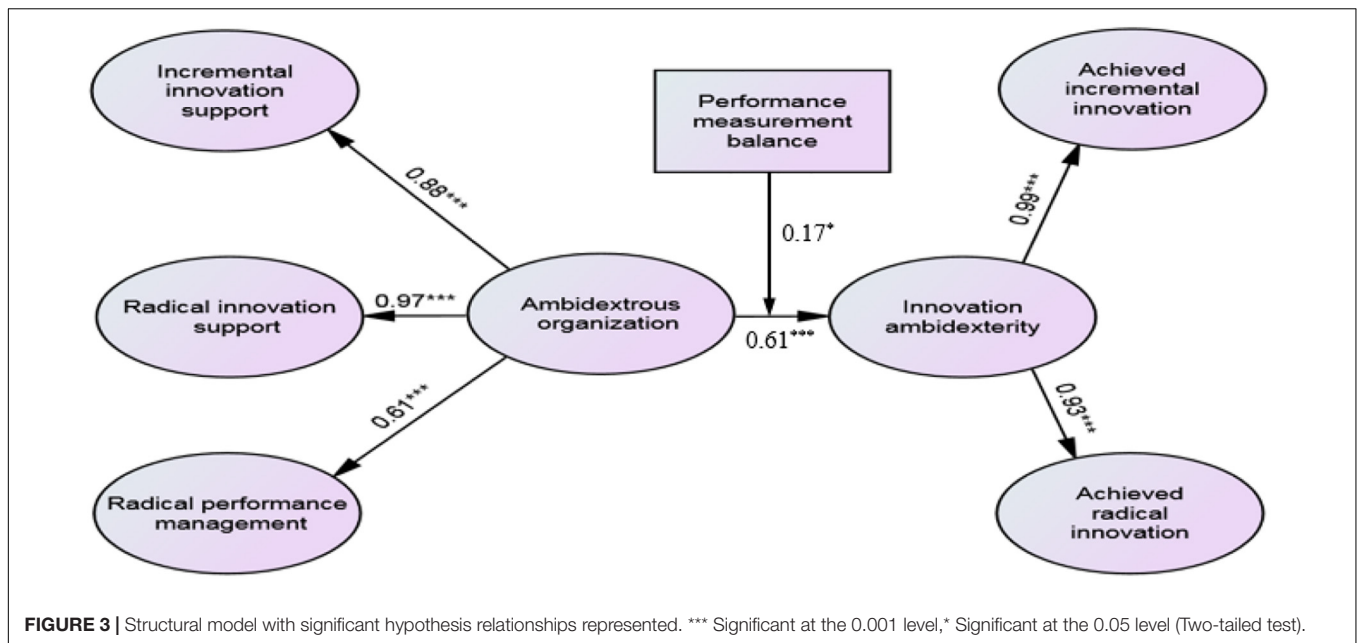 Incremental
innovation
support
0.88***
Radical innovation
support
0.97***
Ambidextrous
organization
Radical performance
management
0.61***
Performance
measurement
balance
0.17*
0.61***
Innovation
ambidexterity
Achieved
incremental
innovation
0.99***
0.93***
Achieved
radical
innovation
FIGURE 3 | Structural model with significant hypothesis relationships represented. *** Significant at the 0.001 level,* Significant at the 0.05 level (Two-tailed test).